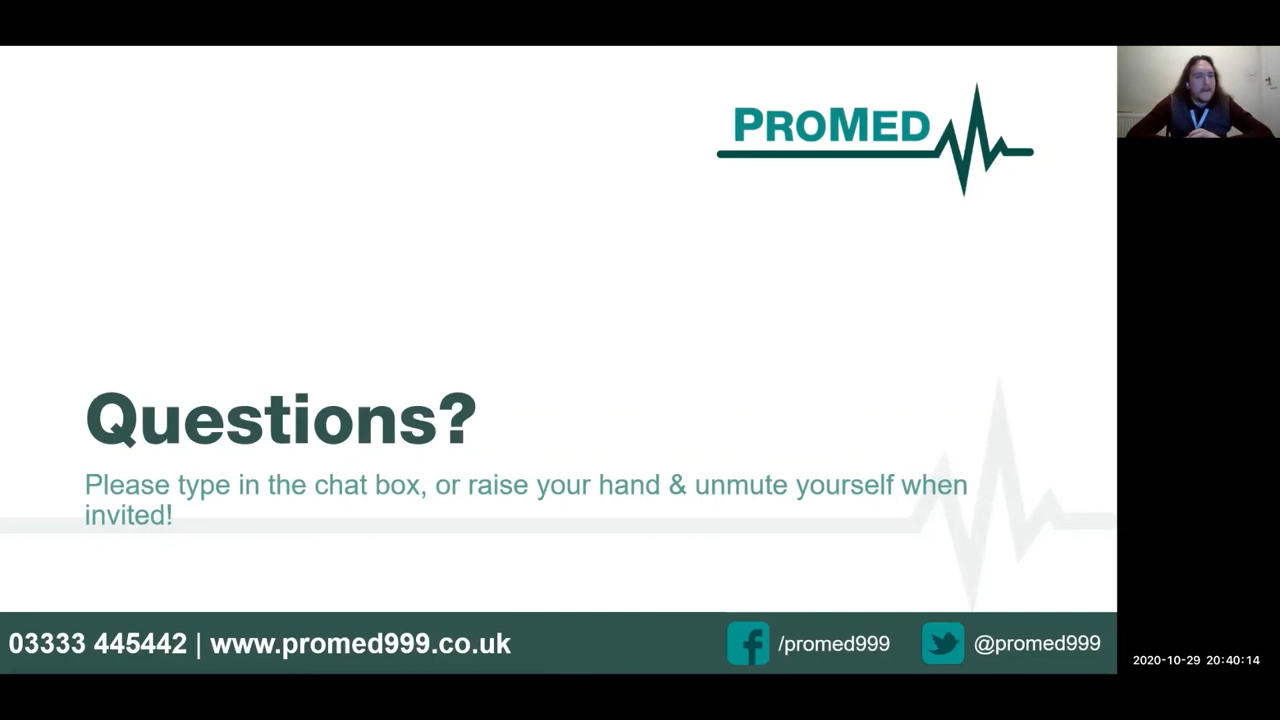 PROMED
Questions?
Please type in the chat box, or raise your hand & unmute yourself when
invited!
03333 445442 | www.promed999.co.uk
/promed999
@promed999
2020-10-29 20:40:14